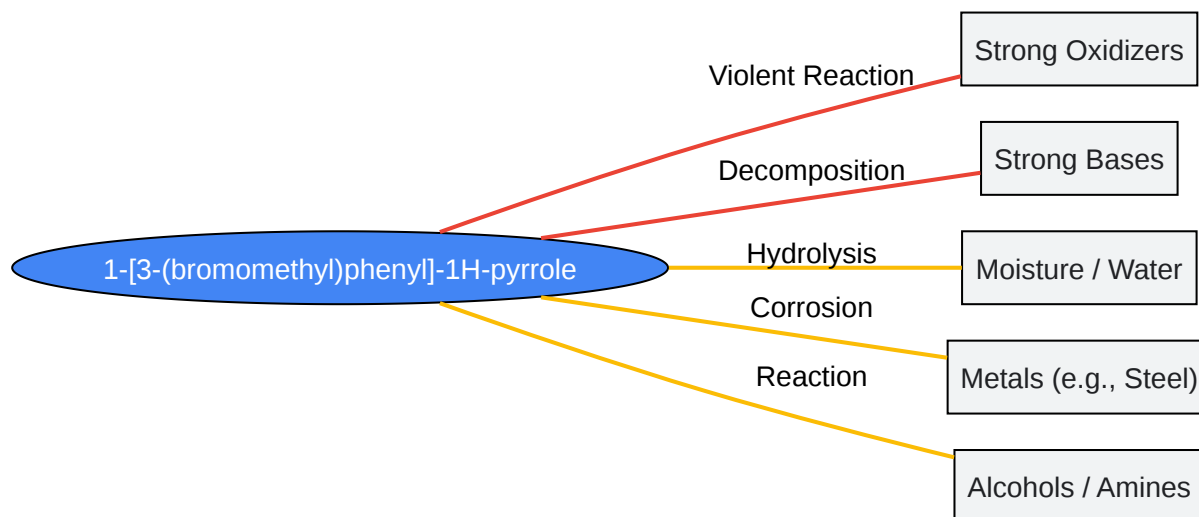 Strong Oxidizers
Violent Reaction
Strong Bases
Decomposition
1-[3-(bromomethyl)phenyl]-1H-pyrrole
Hydrolysis
Moisture / Water
Corrosion
Metals (e.g., Steel)
Reaction
Alcohols / Amines